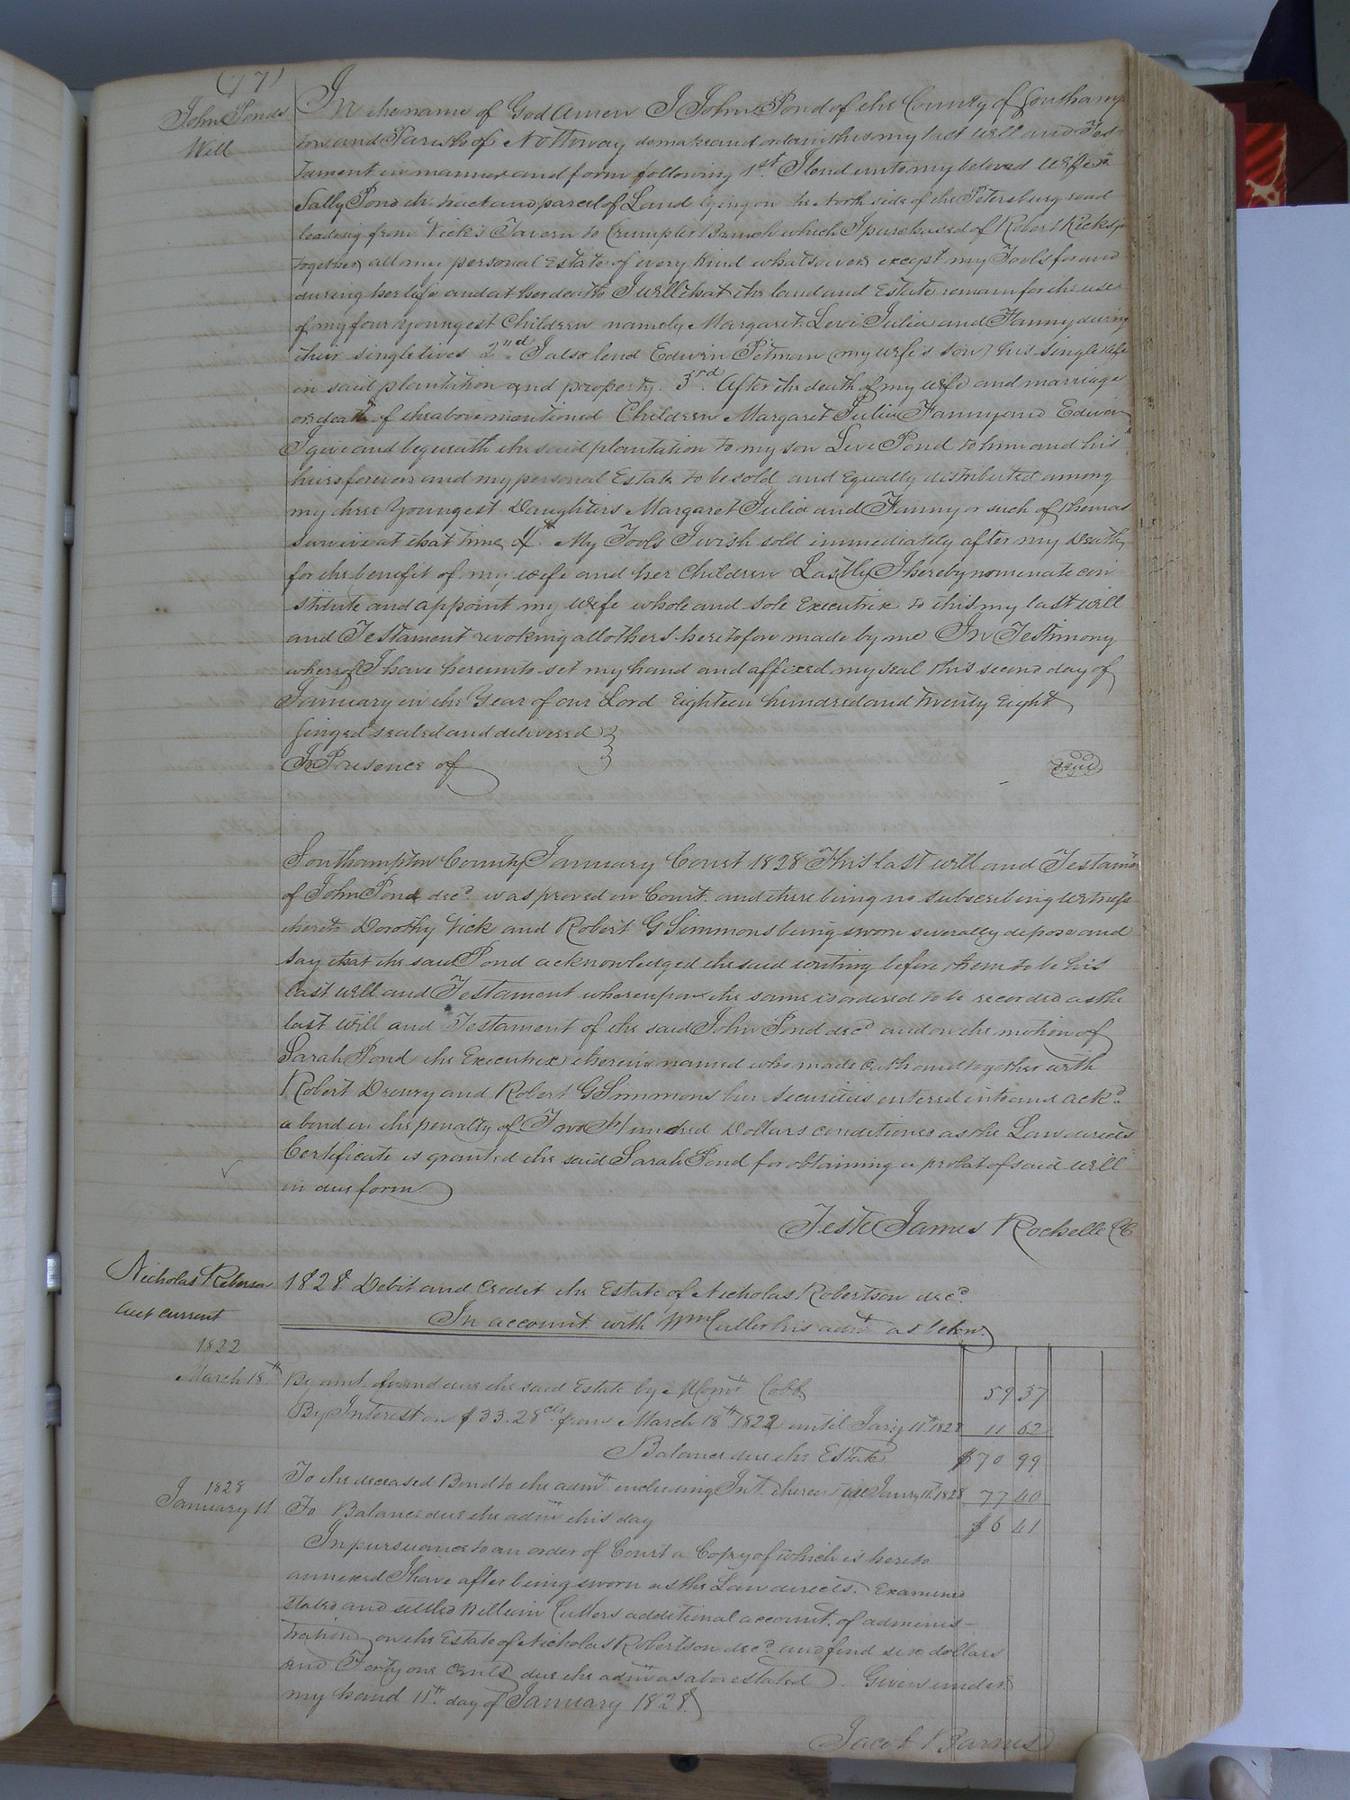 (77)
John Ponds
Will
In the name of God Amen I John Pond of the County of Southamp
ton and Parish of Nottoway do make and ordain this my last will and Tes
tament in manner and form following 1st I lend unto my beloved Wife
Sally Pond the tract and parcel of Land lying on the North side of the Petersburg road
leading from Vick's Tavern to Crumpler Branch which I purchased of Robert Ricks
together all my personal Estate of every kind whatsoever except my Tools for and
during her life and at her death I will that the land and Estate remain for the use
of my four youngest Children namely Margaret Levi Julia and Fanny during
their single lives 2nd I also lend Edwin Pitman (my wife's son) his single life
on said plantation and property. 3rd After the death of my wife and marriage
or death of the above mentioned Children Margaret Julia Fanny and Edwin
I give and bequeath the said plantation to my son Levi Pond to him and his
heirs forever and my personal Estate to be sold and Equally distributed among
my three youngest Daughters Margaret Julia and Fanny or such of them as
survive at that time 4th My Tools I wish sold immediately after my death
for the benefit of my wife and her children Lastly I hereby nominate con
stitute and appoint my Wife whole and sole Executrix to this my last will
and Testament revoking all others heretofore made by me In Testimony
whereof I have hereunto set my hand and affixed my seal this second day of
January in the Year of our Lord Eighteen hundred and twenty Eight
Singed sealed and delivered
In Presence of
seal
Southampton County January Court 1828 This last will and Testam
of John Pond decd was proved in Court and there being no subscribing witness
thereto Dorothy Vick and Robert G Simmons being sworn severally depose and
say that the said Pond acknowledged the said writing before them to be his
last will and Testament whereupon the same is ordered to be recorded as the
last will and Testament of the said John Pond decd and on the motion of
Sarah Pond the Executrix therein named who made oath and together with
Robert Drewry and Robert G Simmons her securities entered into and ackd
a bond in the penalty of Two Hundred Dollars conditioned as the Law directs
Certificate is granted the said Sarah Pond for obtaining a probat of said will
in due form
Teste James Rochelle CC
Nicholas Robertson
acct current
1828 Debit and Credit the Estate of Nicholas Robertson decd
In account with Wm Cutler his admr as below
1822
March 18th By amt. found due the said Estate by Comrs Cobb 59 37
By Interest on $33.28cts from March 18th 1822 until Jany 11th 1828 11 62
Balance due the Estate $70 99
To the deceased Bond to the admr including Int. thereon till Jany 11th 1828 77 40
1828
January 11 To Balance due the admr this day $6 41
In pursuance to an order of Court a Copy of which is hereto
annexed I have after being sworn as the Law directs. Examined
stated and settled William Cutlers additional account of adminis-
tration on the Estate of Nicholas Robertson decd and find six dollars
and Forty one Cents due the admr as above stated. Given under
my hand 11th day of January 1828.
Jacob Barnes